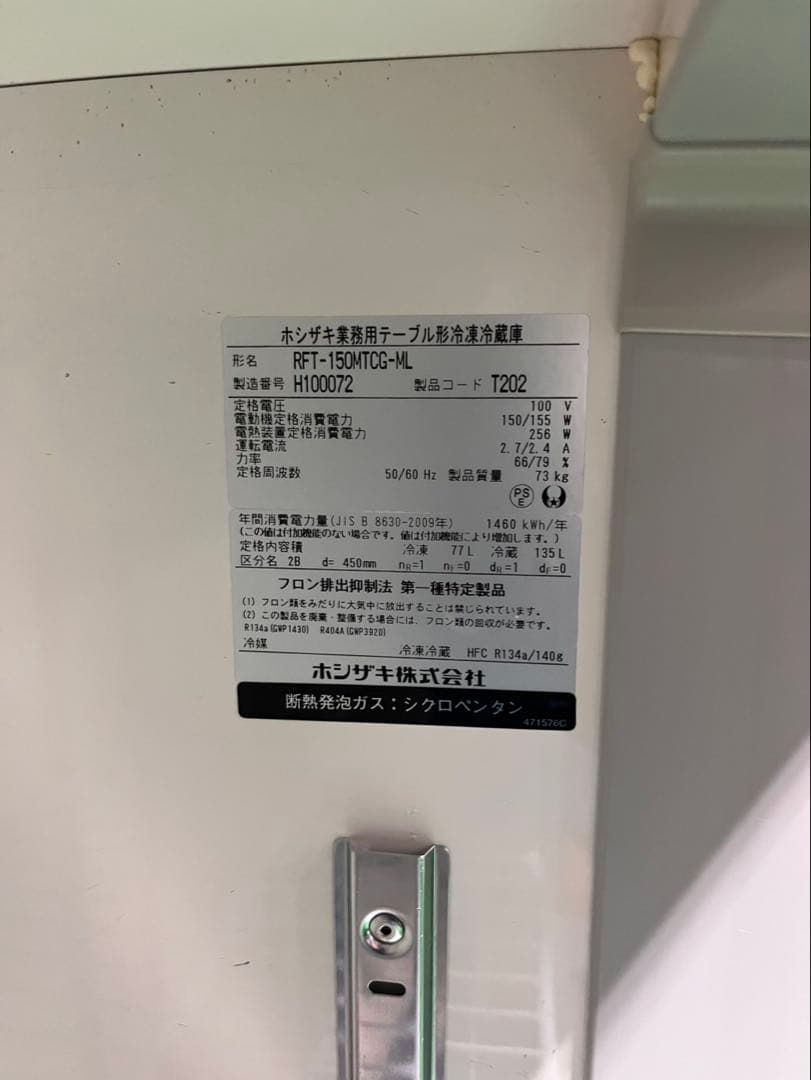 ホシザキ業務用テーブル形冷凍冷蔵庫
形名 RFT-150MTCG-ML
製造番号 H100072 製品コード T202
定格電圧 100 V
電動機定格消費電力 150/155 W
電熱装置定格消費電力 256 W
運転電流 2.7/2.4 A
力率 66/79 %
定格周波数 50/60 Hz 製品質量 73 kg
PS E
年間消費電力量(JIS B 8630-2009年) 1460 kWh/年
(この値は付加機能のない場合です。値は付加機能により増加します。)
定格内容積 冷凍 77L 冷蔵 135L
区分名 2B d= 450mm nR=1 nF=0 dR=1 dF=0
フロン排出抑制法 第一種特定製品
(1) フロン類をみだりに大気中に放出することは禁じられています。
(2) この製品を廃棄・整備する場合には、フロン類の回収が必要です。
R134a(GWP1430) R404A(GWP3920)
冷媒 冷凍冷蔵 HFC R134a/140g
ホシザキ株式会社
断熱発泡ガス:シクロペンタン
471576C